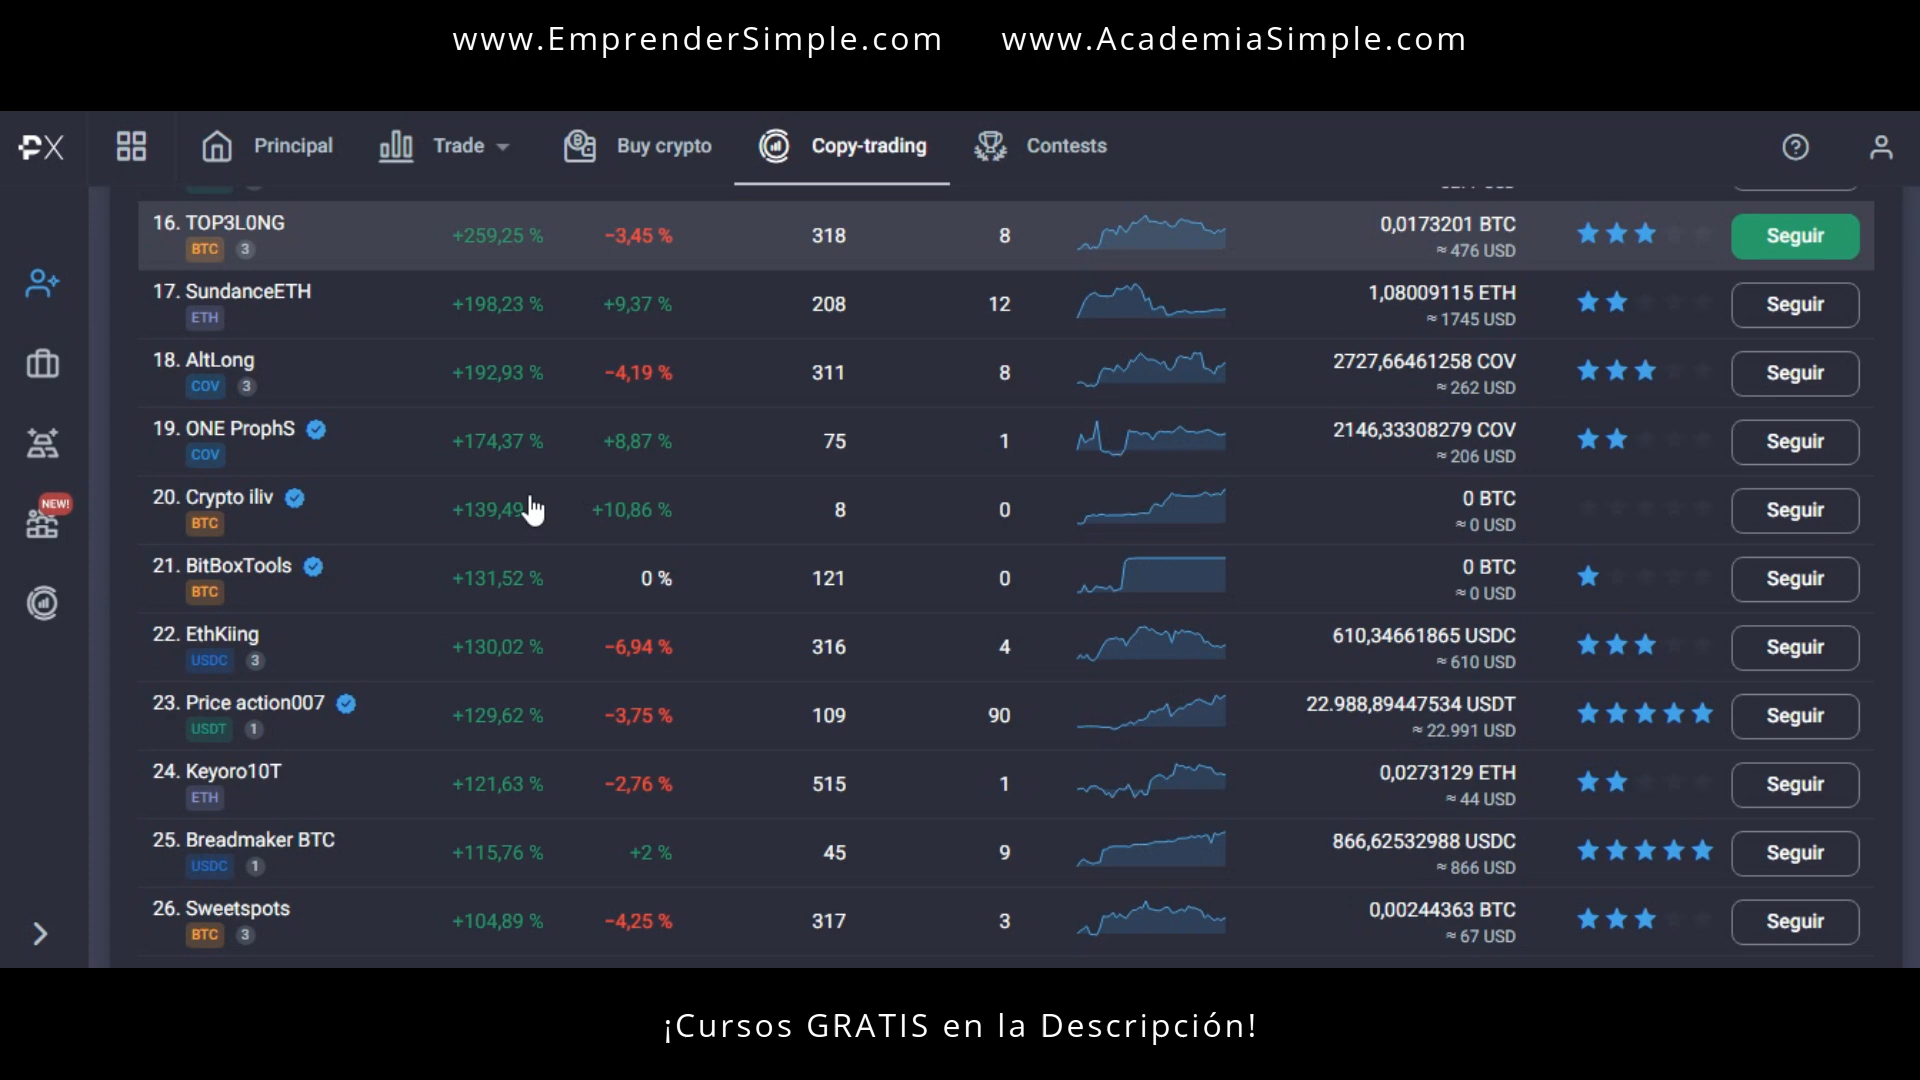 www.EmprenderSimple.com www.AcademiaSimple.com
PX Principal Trade Buy crypto Copy-trading Contests
16. TOP3L0NG +259,25 % −3,45 % 318 8 0,0173201 BTC Seguir
BTC 3 ≈ 476 USD
17. SundanceETH +198,23 % +9,37 % 208 12 1,08009115 ETH Seguir
ETH ≈ 1745 USD
18. AltLong +192,93 % −4,19 % 311 8 2727,66461258 COV Seguir
COV 3 ≈ 262 USD
19. ONE ProphS +174,37 % +8,87 % 75 1 2146,33308279 COV Seguir
COV ≈ 206 USD
20. Crypto iliv +139,49 +10,86 % 8 0 0 BTC Seguir
BTC ≈ 0 USD
NEW!
21. BitBoxTools +131,52 % 0 % 121 0 0 BTC Seguir
BTC ≈ 0 USD
22. EthKiing +130,02 % −6,94 % 316 4 610,34661865 USDC Seguir
USDC 3 ≈ 610 USD
23. Price action007 +129,62 % −3,75 % 109 90 22.988,89447534 USDT Seguir
USDT 1 ≈ 22.991 USD
24. Keyoro10T +121,63 % −2,76 % 515 1 0,0273129 ETH Seguir
ETH ≈ 44 USD
25. Breadmaker BTC +115,76 % +2 % 45 9 866,62532988 USDC Seguir
USDC 1 ≈ 866 USD
26. Sweetspots +104,89 % −4,25 % 317 3 0,00244363 BTC Seguir
BTC 3 ≈ 67 USD
¡Cursos GRATIS en la Descripción!